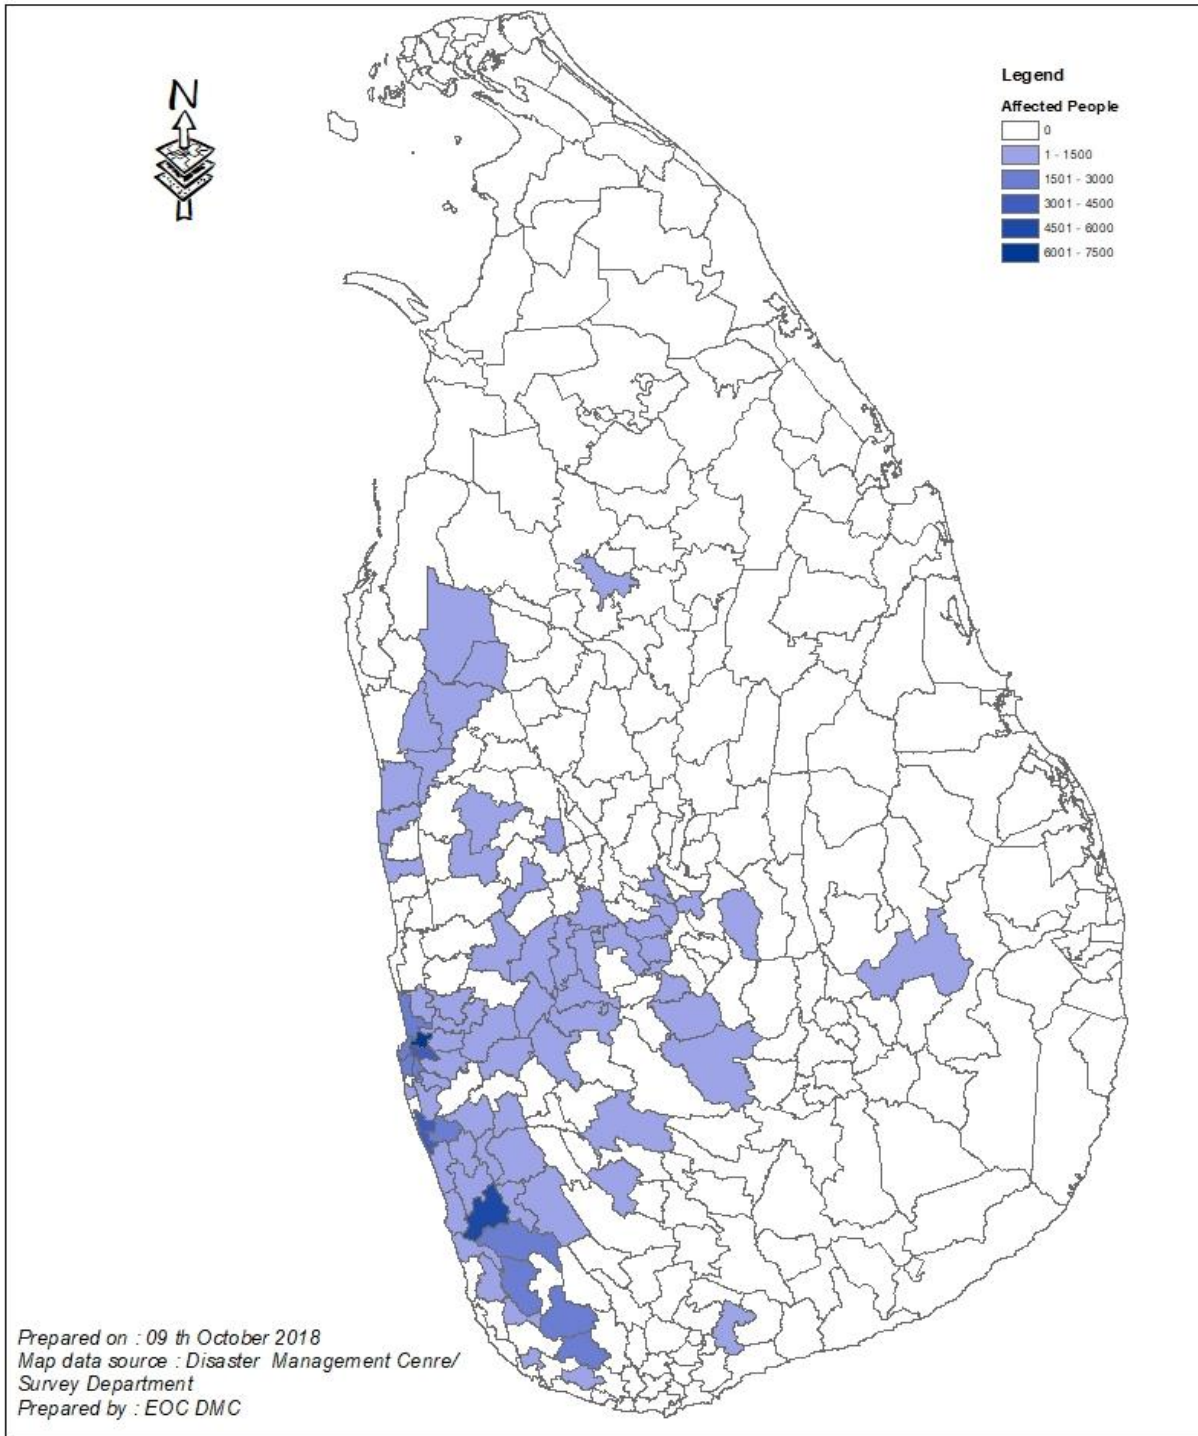 N
Legend
Affected People
0
1 - 1500
1501 - 3000
3001 - 4500
4501 - 6000
6001 - 7500
Prepared on : 09 th October 2018
Map data source : Disaster Management Cenre/
Survey Department
Prepared by : EOC DMC